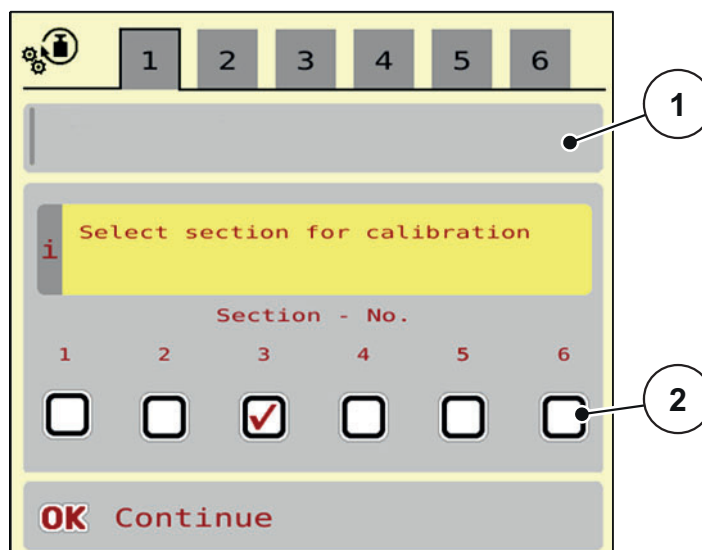 1 2 3 4 5 6
1
i Select section for calibration
Section - No.
1 2 3 4 5 6
2
OK Continue